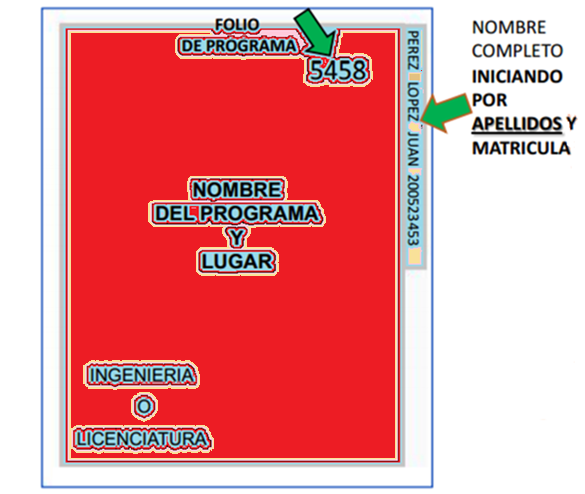 FOLIO
DE PROGRAMA
5458
NOMBRE
DEL PROGRAMA
Y
LUGAR
INGENIERIA
O
LICENCIATURA
PEREZ LOPEZ JUAN 200523453
NOMBRE
COMPLETO
INICIANDO
POR
APELLIDOS Y
MATRICULA